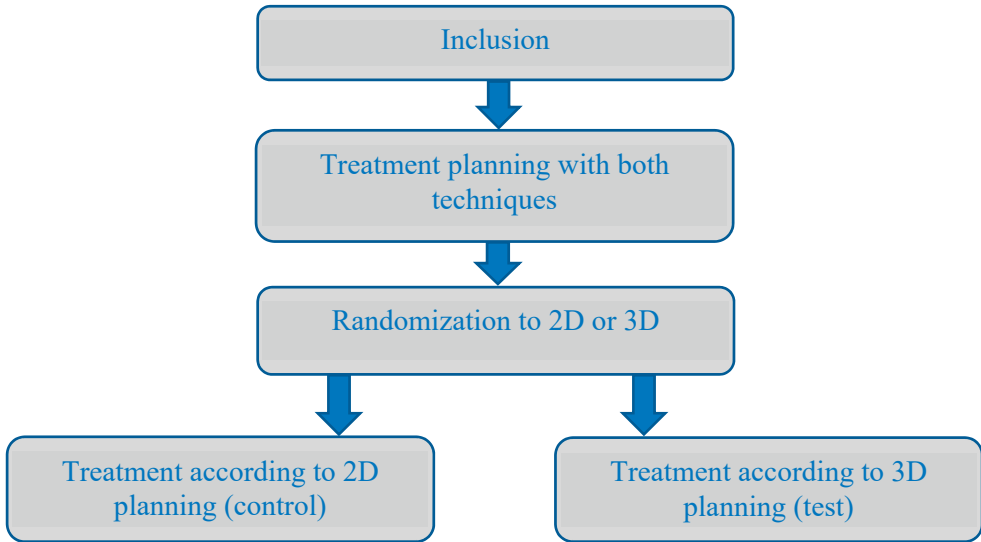 Inclusion
Treatment planning with both
techniques
Randomization to 2D or 3D
Treatment according to 2D
planning (control)
Treatment according to 3D
planning (test)